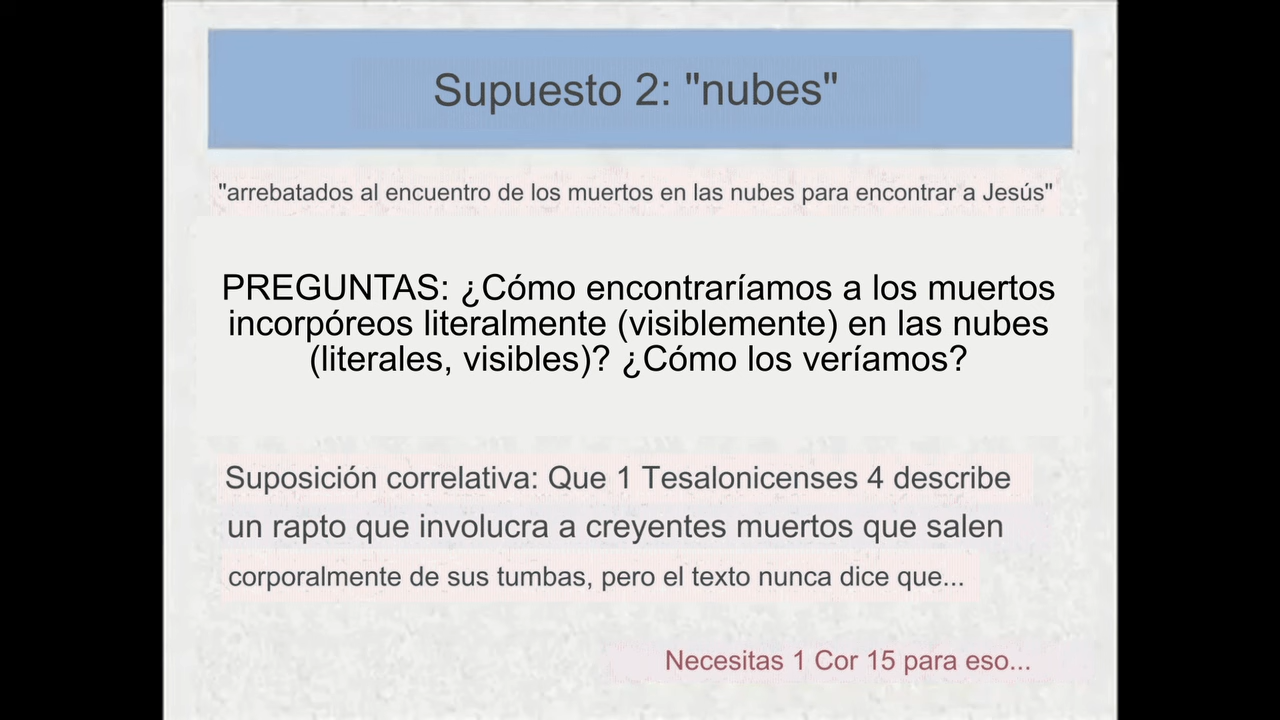 Supuesto 2: "nubes"
"arrebatados al encuentro de los muertos en las nubes para encontrar a Jesús"
PREGUNTAS: ¿Cómo encontraríamos a los muertos
incorpóreos literalmente (visiblemente) en las nubes
(literales, visibles)? ¿Cómo los veríamos?
Suposición correlativa: Que 1 Tesalonicenses 4 describe
un rapto que involucra a creyentes muertos que salen
corporalmente de sus tumbas, pero el texto nunca dice que...
Necesitas 1 Cor 15 para eso...